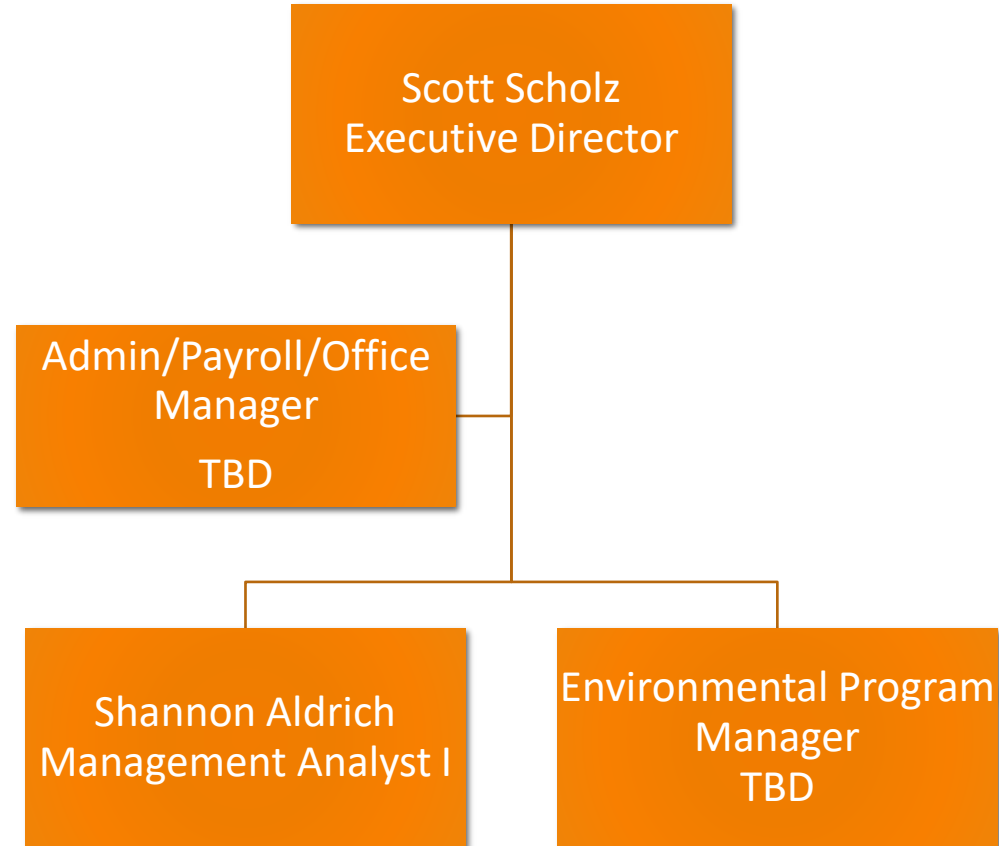 Scott Scholz
Executive Director
Admin/Payroll/Office
Manager
TBD
Shannon Aldrich
Management Analyst I
Environmental Program
Manager
TBD